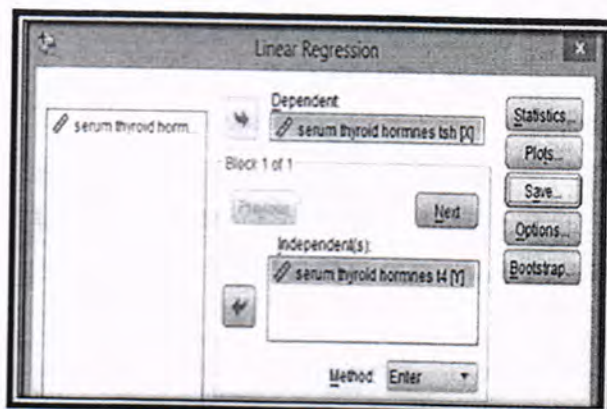 Linear Regression
x
serum thyroid horm...
Dependent:
serum thyroid hormnes tsh [X]
Block 1 of 1
Previous
Next
Independent(s):
serum thyroid hormnes t4 [Y]
Method: Enter
Statistics...
Plots...
Save...
Options...
Bootstrap...